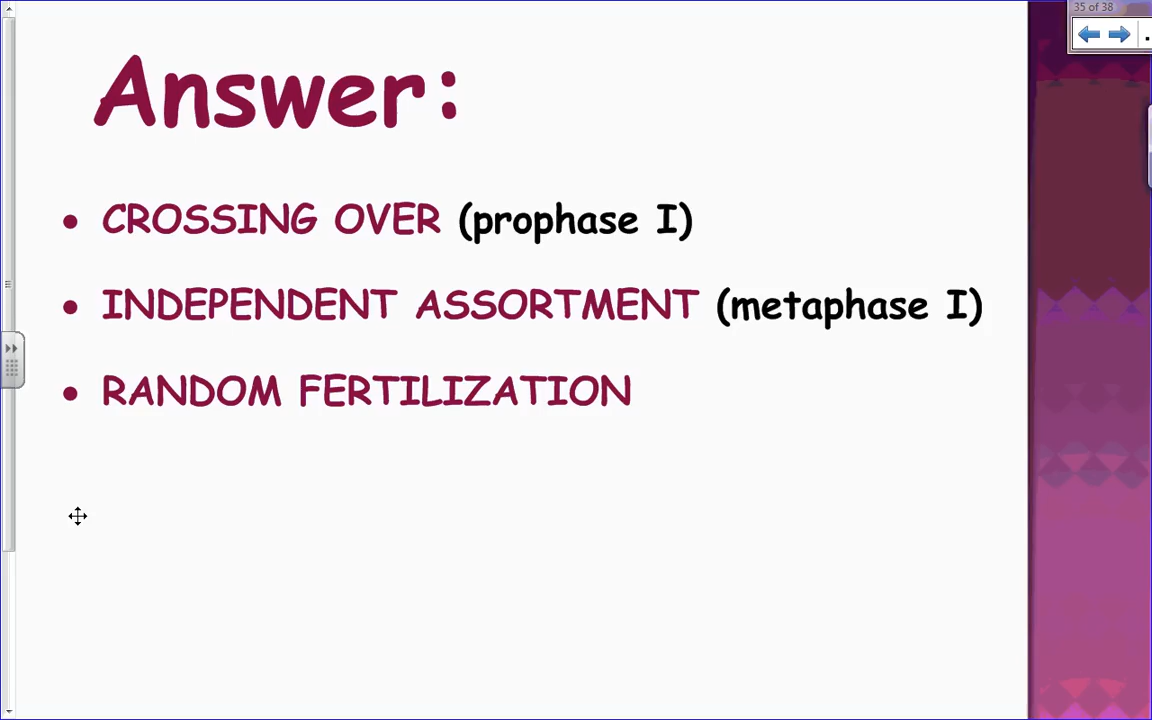 35 of 38
Answer:
• CROSSING OVER (prophase I)
• INDEPENDENT ASSORTMENT (metaphase I)
• RANDOM FERTILIZATION